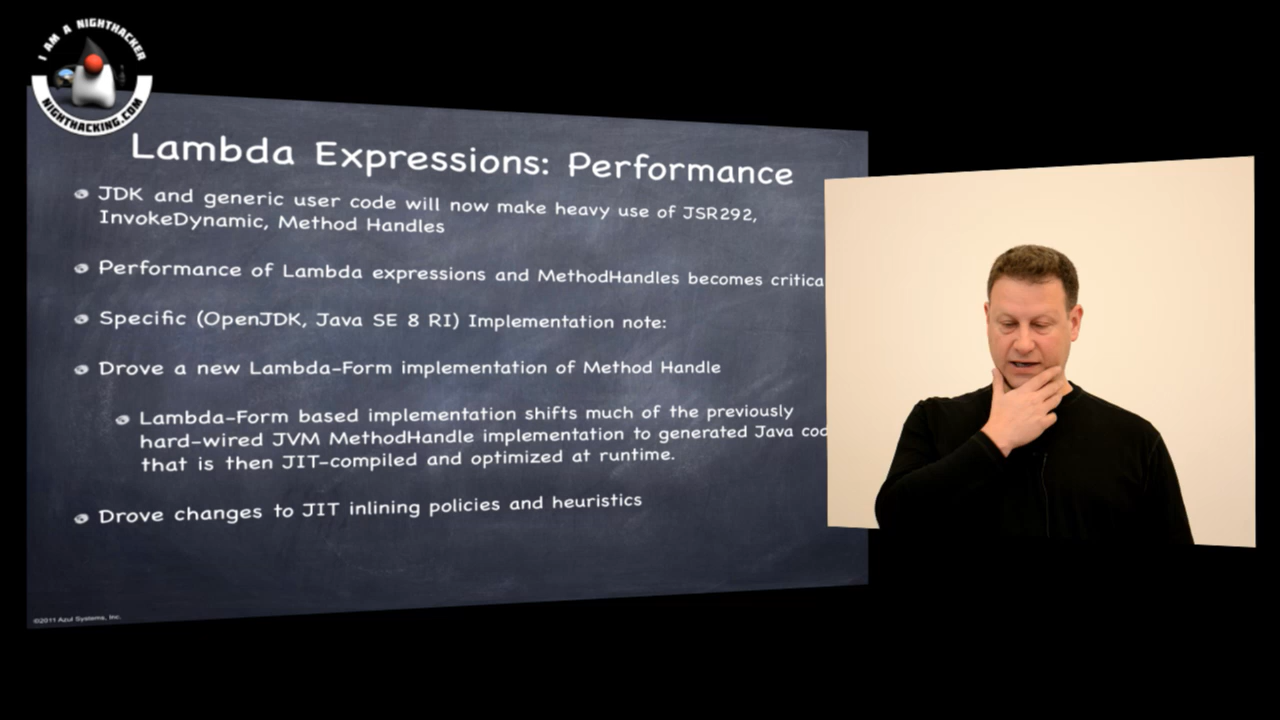 I AM A NIGHTHACKER
NIGHTHACKING.COM
Lambda Expressions: Performance
JDK and generic user code will now make heavy use of JSR292,
InvokeDynamic, Method Handles
Performance of Lambda expressions and MethodHandles becomes critica
Specific (OpenJDK, Java SE 8 RI) Implementation note:
Drove a new Lambda-Form implementation of Method Handle
Lambda-Form based implementation shifts much of the previously
hard-wired JVM MethodHandle implementation to generated Java cod
that is then JIT-compiled and optimized at runtime.
Drove changes to JIT inlining policies and heuristics
©2011 Azul Systems, Inc.